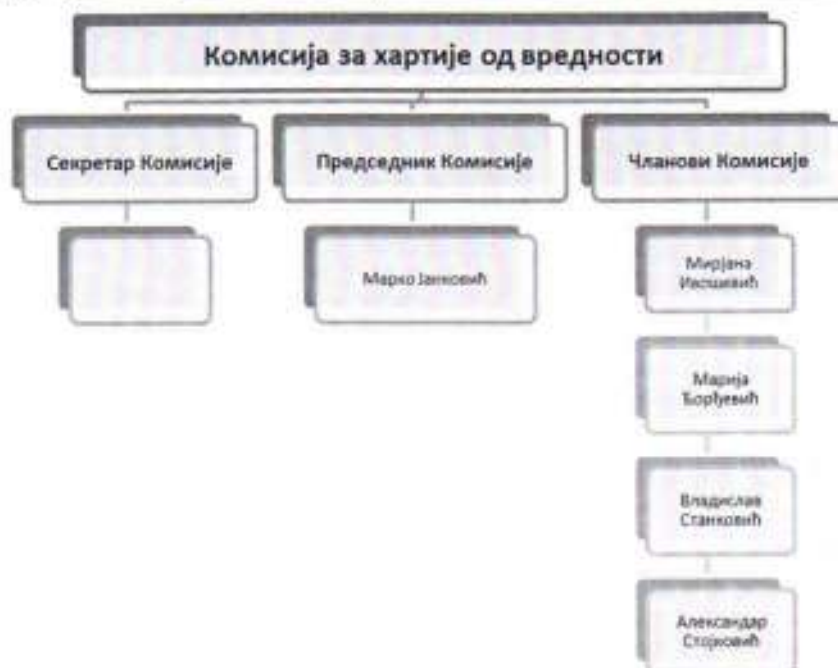 Комисија за хартије од вредности
Секретар Комисије
Председник Комисије
Чланови Комисије
Марко Јанковић
Мирјана
Ивошевић
Марија
Ђорђевић
Владислав
Станковић
Александар
Стојковић